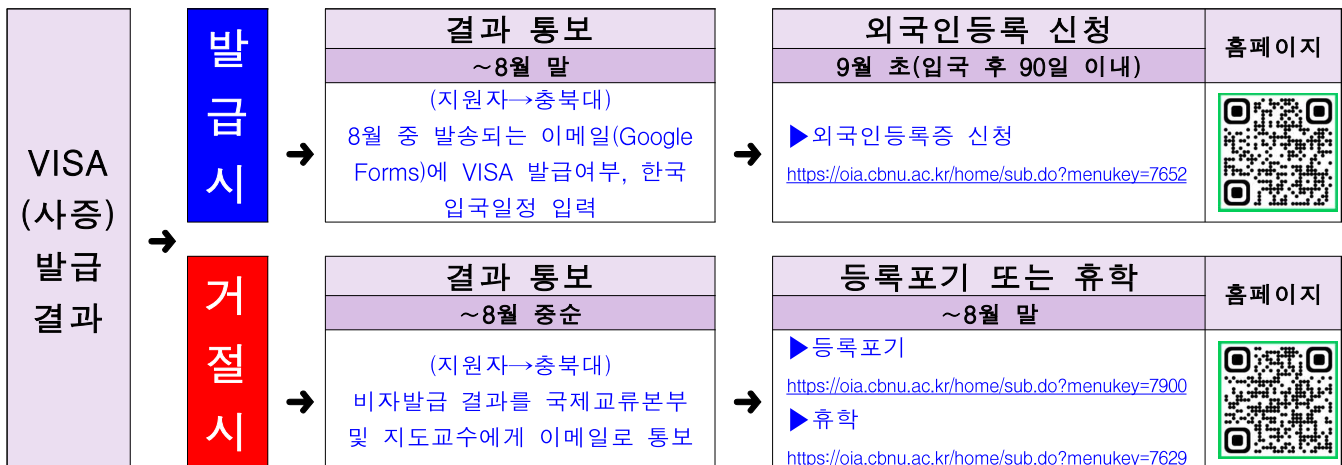 VISA
(사증)
발급
결과
발
급
시
결과 통보
~8월 말
(지원자→충북대)
8월 중 발송되는 이메일(Google
Forms)에 VISA 발급여부, 한국
입국일정 입력
외국인등록 신청
9월 초(입국 후 90일 이내)
▶외국인등록증 신청
https://oia.cbnu.ac.kr/home/sub.do?menukey=7652
홈페이지
거
절
시
결과 통보
~8월 중순
(지원자→충북대)
비자발급 결과를 국제교류본부
및 지도교수에게 이메일로 통보
등록포기 또는 휴학
~8월 말
▶등록포기
https://oia.cbnu.ac.kr/home/sub.do?menukey=7900
▶휴학
https://oia.cbnu.ac.kr/home/sub.do?menukey=7629
홈페이지